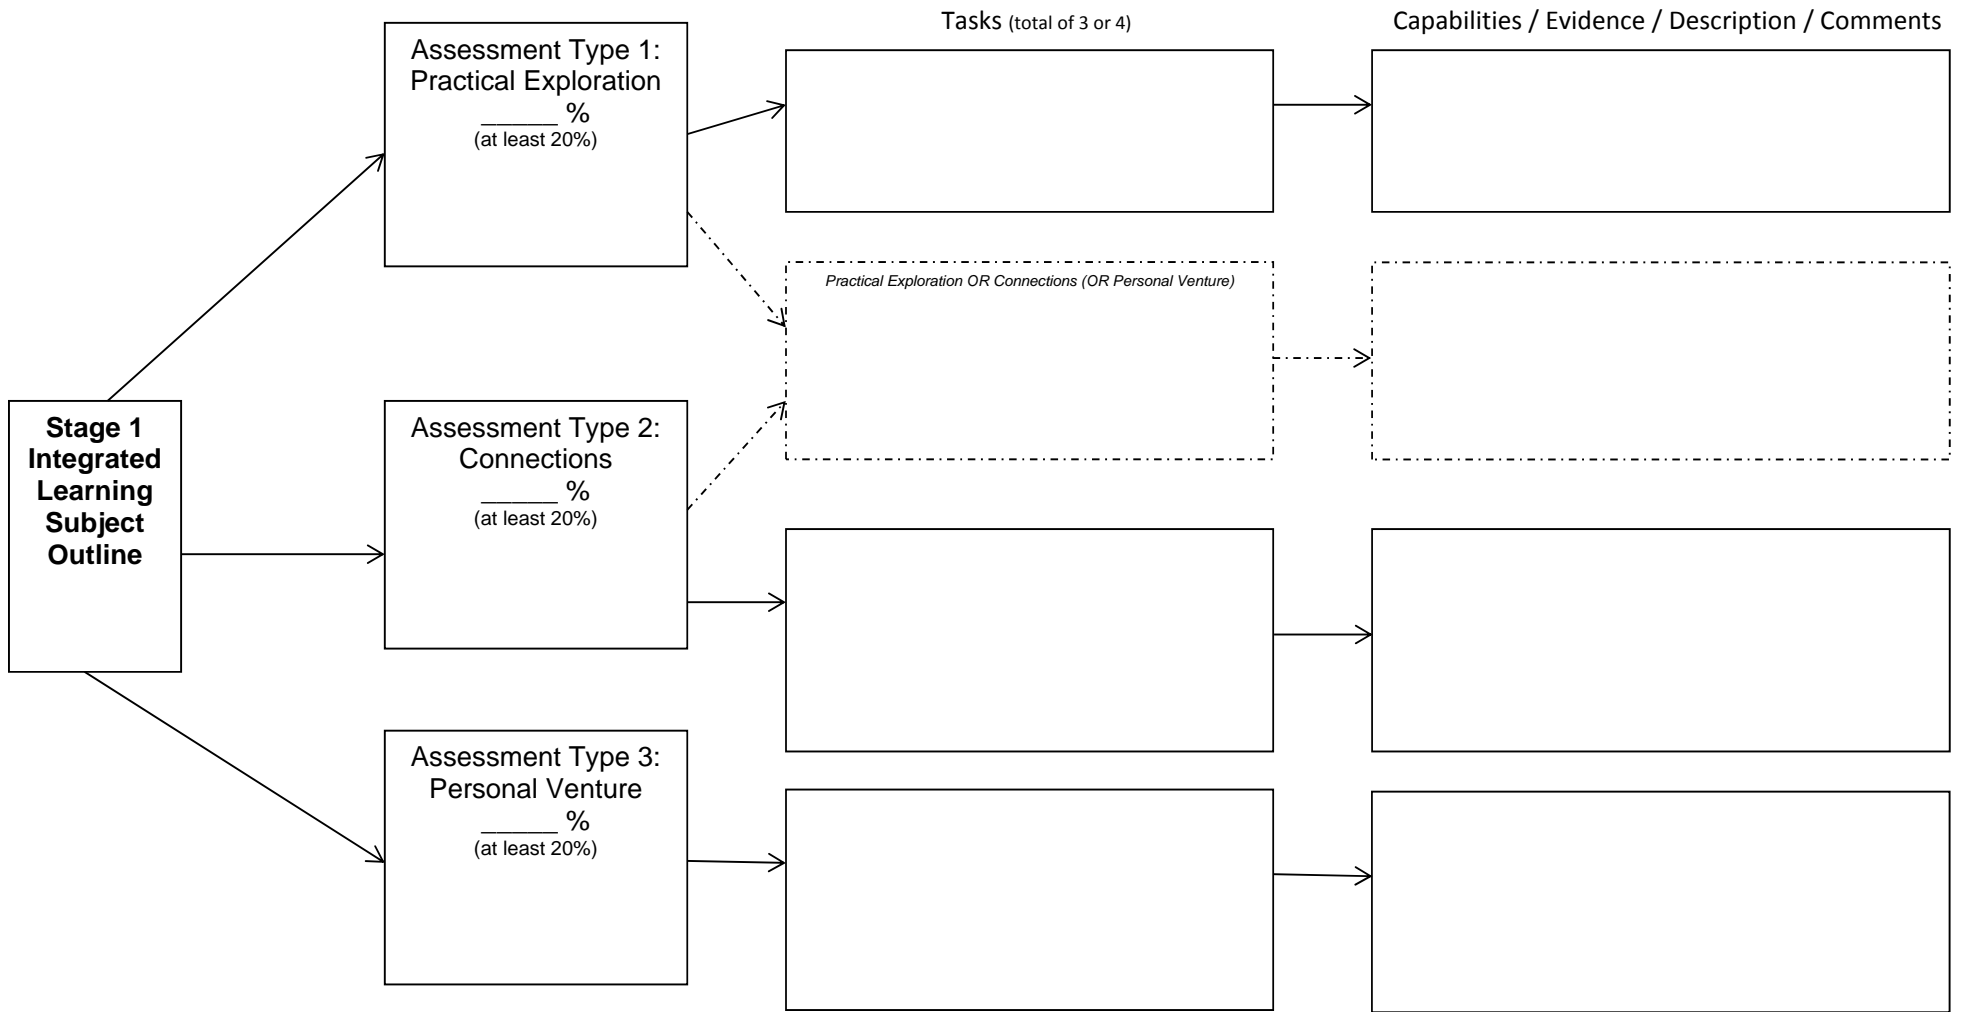 Tasks (total of 3 or 4)
Capabilities / Evidence / Description / Comments
Assessment Type 1:
Practical Exploration
_____ %
(at least 20%)
Practical Exploration OR Connections (OR Personal Venture)
Stage 1
Integrated
Learning
Subject
Outline
Assessment Type 2:
Connections
_____ %
(at least 20%)
Assessment Type 3:
Personal Venture
_____ %
(at least 20%)